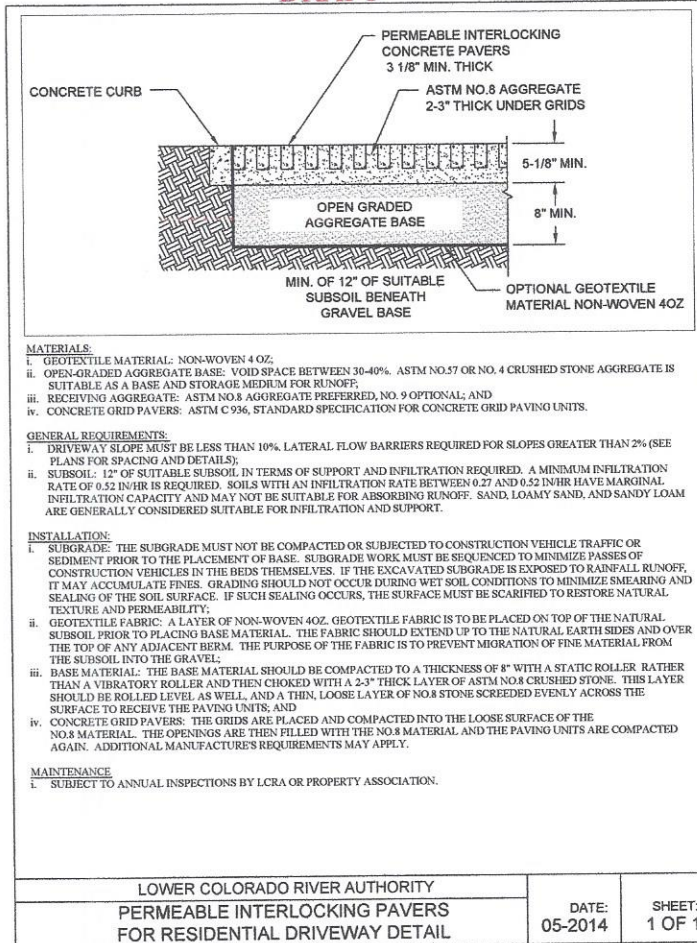 PERMEABLE INTERLOCKING
CONCRETE PAVERS
3 1/8" MIN. THICK
CONCRETE CURB
ASTM NO.8 AGGREGATE
2-3" THICK UNDER GRIDS
5-1/8" MIN.
OPEN GRADED
AGGREGATE BASE
8" MIN.
MIN. OF 12" OF SUITABLE
SUBSOIL BENEATH
GRAVEL BASE
OPTIONAL GEOTEXTILE
MATERIAL NON-WOVEN 4OZ
MATERIALS:
i. GEOTEXTILE MATERIAL: NON-WOVEN 4 OZ;
ii. OPEN-GRADED AGGREGATE BASE: VOID SPACE BETWEEN 30-40%. ASTM NO.57 OR NO. 4 CRUSHED STONE AGGREGATE IS
SUITABLE AS A BASE AND STORAGE MEDIUM FOR RUNOFF;
iii. RECEIVING AGGREGATE: ASTM NO.8 AGGREGATE PREFERRED, NO. 9 OPTIONAL; AND
iv. CONCRETE GRID PAVERS: ASTM C 936, STANDARD SPECIFICATION FOR CONCRETE GRID PAVING UNITS.
GENERAL REQUIREMENTS:
i. DRIVEWAY SLOPE MUST BE LESS THAN 10%. LATERAL FLOW BARRIERS REQUIRED FOR SLOPES GREATER THAN 2% (SEE
PLANS FOR SPACING AND DETAILS);
ii. SUBSOIL: 12" OF SUITABLE SUBSOIL IN TERMS OF SUPPORT AND INFILTRATION REQUIRED. A MINIMUM INFILTRATION
RATE OF 0.52 IN/HR IS REQUIRED. SOILS WITH AN INFILTRATION RATE BETWEEN 0.27 AND 0.52 IN/HR HAVE MARGINAL
INFILTRATION CAPACITY AND MAY NOT BE SUITABLE FOR ABSORBING RUNOFF. SAND, LOAMY SAND, AND SANDY LOAM
ARE GENERALLY CONSIDERED SUITABLE FOR INFILTRATION AND SUPPORT.
INSTALLATION:
i. SUBGRADE: THE SUBGRADE MUST NOT BE COMPACTED OR SUBJECTED TO CONSTRUCTION VEHICLE TRAFFIC OR
SEDIMENT PRIOR TO THE PLACEMENT OF BASE. SUBGRADE WORK MUST BE SEQUENCED TO MINIMIZE PASSES OF
CONSTRUCTION VEHICLES IN THE BEDS THEMSELVES. IF THE EXCAVATED SUBGRADE IS EXPOSED TO RAINFALL RUNOFF,
IT MAY ACCUMULATE FINES. GRADING SHOULD NOT OCCUR DURING WET SOIL CONDITIONS TO MINIMIZE SMEARING AND
SEALING OF THE SOIL SURFACE. IF SUCH SEALING OCCURS, THE SURFACE MUST BE SCARIFIED TO RESTORE NATURAL
TEXTURE AND PERMEABILITY;
ii. GEOTEXTILE FABRIC: A LAYER OF NON-WOVEN 4OZ. GEOTEXTILE FABRIC IS TO BE PLACED ON TOP OF THE NATURAL
SUBSOIL PRIOR TO PLACING BASE MATERIAL. THE FABRIC SHOULD EXTEND UP TO THE NATURAL EARTH SIDES AND OVER
THE TOP OF ANY ADJACENT BERM. THE PURPOSE OF THE FABRIC IS TO PREVENT MIGRATION OF FINE MATERIAL FROM
THE SUBSOIL INTO THE GRAVEL;
iii. BASE MATERIAL: THE BASE MATERIAL SHOULD BE COMPACTED TO A THICKNESS OF 8" WITH A STATIC ROLLER RATHER
THAN A VIBRATORY ROLLER AND THEN CHOKED WITH A 2-3" THICK LAYER OF ASTM NO.8 CRUSHED STONE. THIS LAYER
SHOULD BE ROLLED LEVEL AS WELL, AND A THIN, LOOSE LAYER OF NO.8 STONE SCREEDED EVENLY ACROSS THE
SURFACE TO RECEIVE THE PAVING UNITS; AND
iv. CONCRETE GRID PAVERS: THE GRIDS ARE PLACED AND COMPACTED INTO THE LOOSE SURFACE OF THE
NO.8 MATERIAL. THE OPENINGS ARE THEN FILLED WITH THE NO.8 MATERIAL AND THE PAVING UNITS ARE COMPACTED
AGAIN. ADDITIONAL MANUFACTURE'S REQUIREMENTS MAY APPLY.
MAINTENANCE
i. SUBJECT TO ANNUAL INSPECTIONS BY LCRA OR PROPERTY ASSOCIATION.
LOWER COLORADO RIVER AUTHORITY
PERMEABLE INTERLOCKING PAVERS
FOR RESIDENTIAL DRIVEWAY DETAIL
DATE:
05-2014
SHEET:
1 OF 1